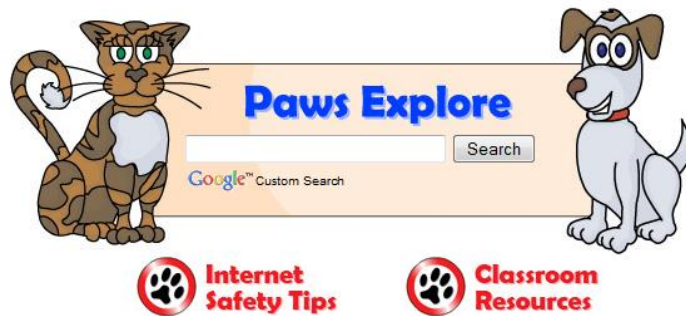 Paws Explore
Search
Google™ Custom Search
Internet
Safety Tips
Classroom
Resources